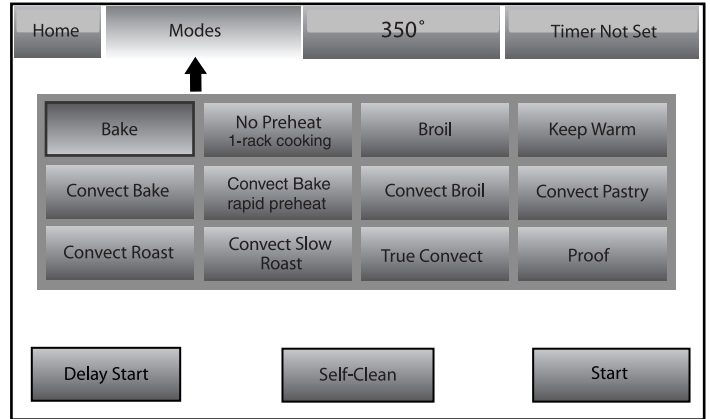 Home
Modes
350°
Timer Not Set
Bake
No Preheat
1-rack cooking
Broil
Keep Warm
Convect Bake
Convect Bake
rapid preheat
Convect Broil
Convect Pastry
Convect Roast
Convect Slow
Roast
True Convect
Proof
Delay Start
Self-Clean
Start